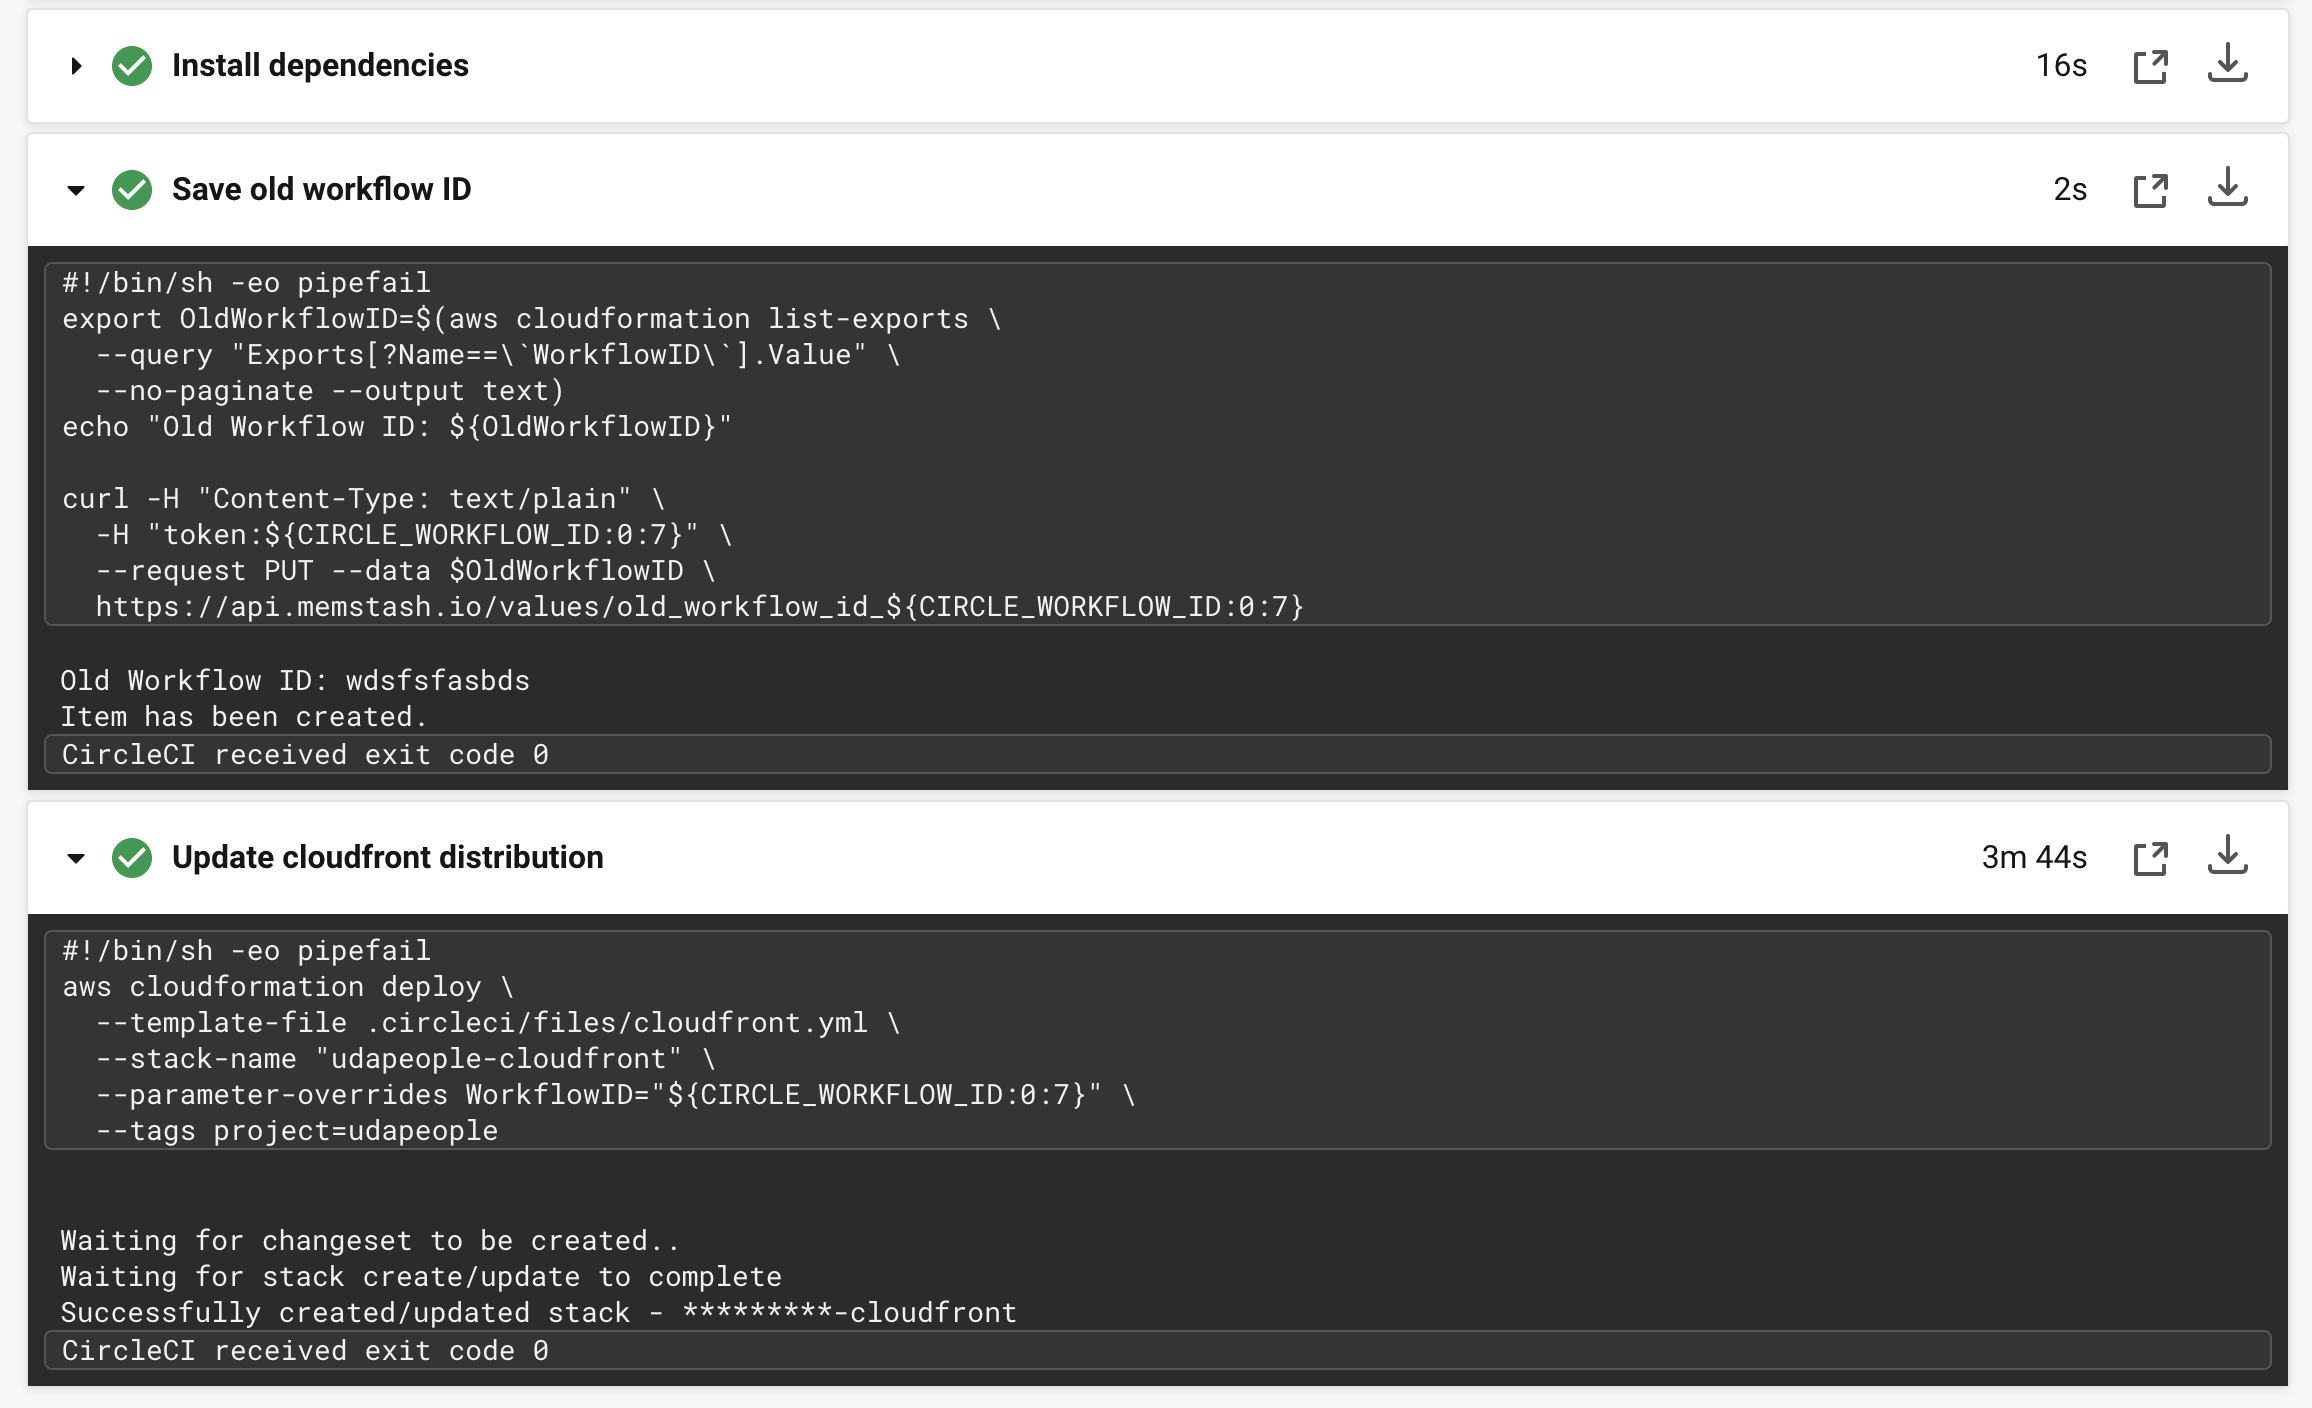 Install dependencies 16s
Save old workflow ID 2s
#!/bin/sh -eo pipefail
export OldWorkflowID=$(aws cloudformation list-exports \
  --query "Exports[?Name==\`WorkflowID\`].Value" \
  --no-paginate --output text)
echo "Old Workflow ID: ${OldWorkflowID}"

curl -H "Content-Type: text/plain" \
  -H "token:${CIRCLE_WORKFLOW_ID:0:7}" \
  --request PUT --data $OldWorkflowID \
  https://api.memstash.io/values/old_workflow_id_${CIRCLE_WORKFLOW_ID:0:7}
Old Workflow ID: wdsfsfasbds
Item has been created.
CircleCI received exit code 0
Update cloudfront distribution 3m 44s
#!/bin/sh -eo pipefail
aws cloudformation deploy \
  --template-file .circleci/files/cloudfront.yml \
  --stack-name "udapeople-cloudfront" \
  --parameter-overrides WorkflowID="${CIRCLE_WORKFLOW_ID:0:7}" \
  --tags project=udapeople
Waiting for changeset to be created..
Waiting for stack create/update to complete
Successfully created/updated stack - *********-cloudfront
CircleCI received exit code 0